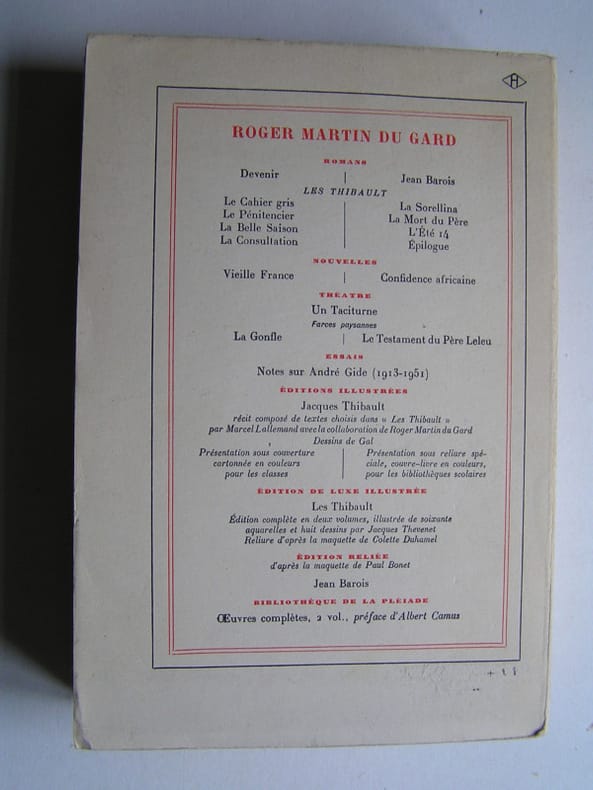 ROGER MARTIN DU GARD
ROMANS
Devenir | Jean Barois
LES THIBAULT
Le Cahier gris | La Sorellina
Le Pénitencier | La Mort du Père
La Belle Saison | L'Été 14
La Consultation | Épilogue
NOUVELLES
Vieille France | Confidence africaine
THÉATRE
Un Taciturne
Farces paysannes
La Gonfle | Le Testament du Père Leleu
ESSAIS
Notes sur André Gide (1913-1951)
ÉDITIONS ILLUSTRÉES
Jacques Thibault
récit composé de textes choisis dans « Les Thibault »
par Marcel Lallemand avec la collaboration de Roger Martin du Gard
Dessins de Gal
Présentation sous couverture | Présentation sous reliure spé-
cartonnée en couleurs | ciale, couvre-livre en couleurs,
pour les classes | pour les bibliothèques scolaires
ÉDITION DE LUXE ILLUSTRÉE
Les Thibault
Édition complète en deux volumes, illustrée de soixante
aquarelles et huit dessins par Jacques Thevenet
Reliure d'après la maquette de Colette Duhamel
ÉDITION RELIÉE
d'après la maquette de Paul Bonet
Jean Barois
BIBLIOTHÈQUE DE LA PLÉIADE
Œuvres complètes, 2 vol., préface d'Albert Camus